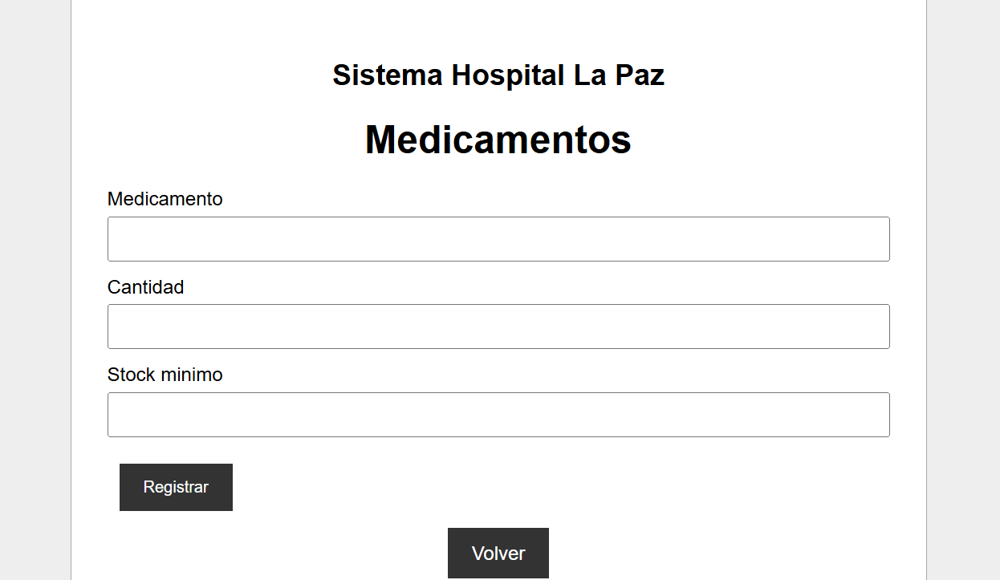 Sistema Hospital La Paz
Medicamentos
Medicamento
Cantidad
Stock minimo
Registrar
Volver